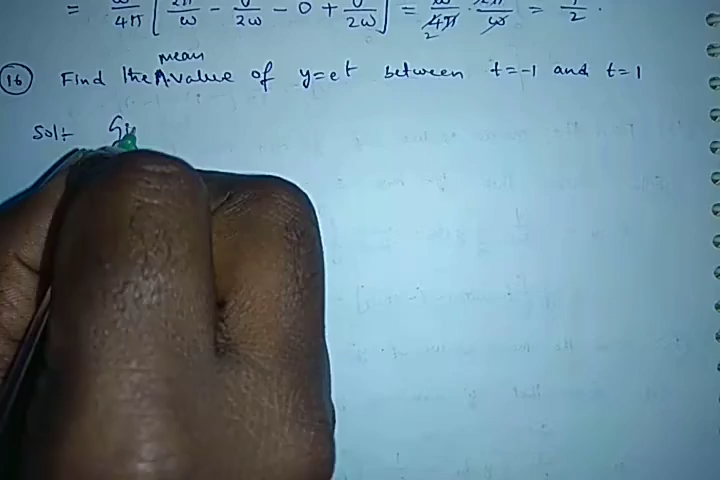 = ω/4π [ 2π/ω - 0/2ω - 0 + 0/2ω ] = ω/4π · 2π/ω = 1/2 .
mean
(16) Find the ∧ value of y=e^t between t=-1 and t=1
Sol:- Gi